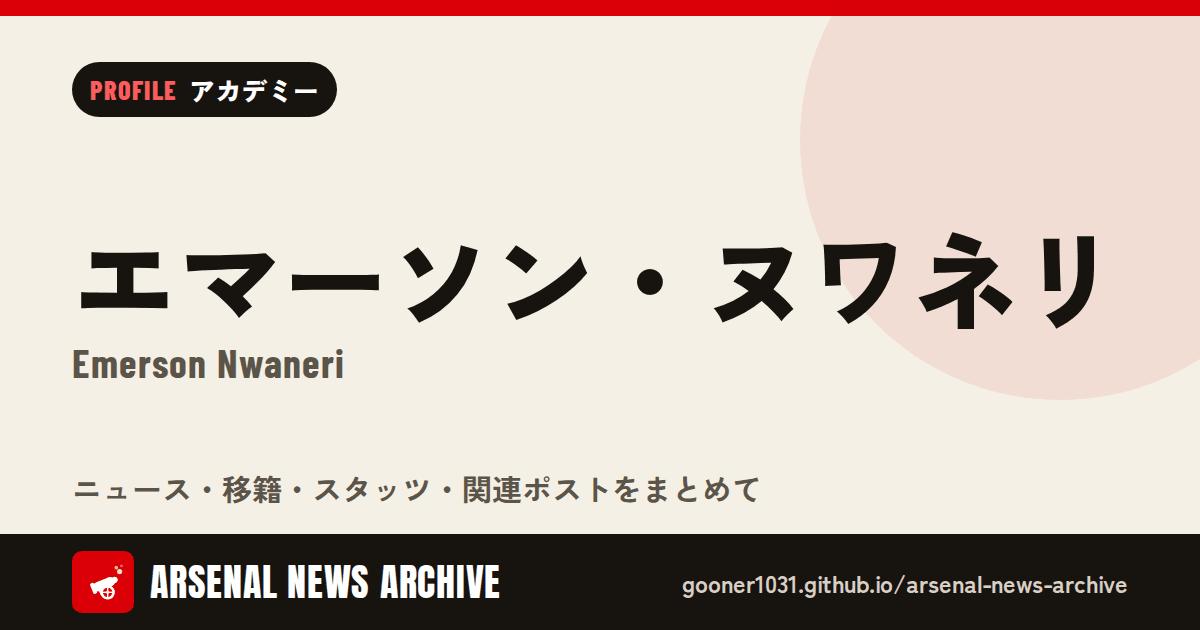 PROFILE アカデミー
エマーソン・ヌワネリ
Emerson Nwaneri
ニュース・移籍・スタッツ・関連ポストをまとめて
ARSENAL NEWS ARCHIVE
gooner1031.github.io/arsenal-news-archive